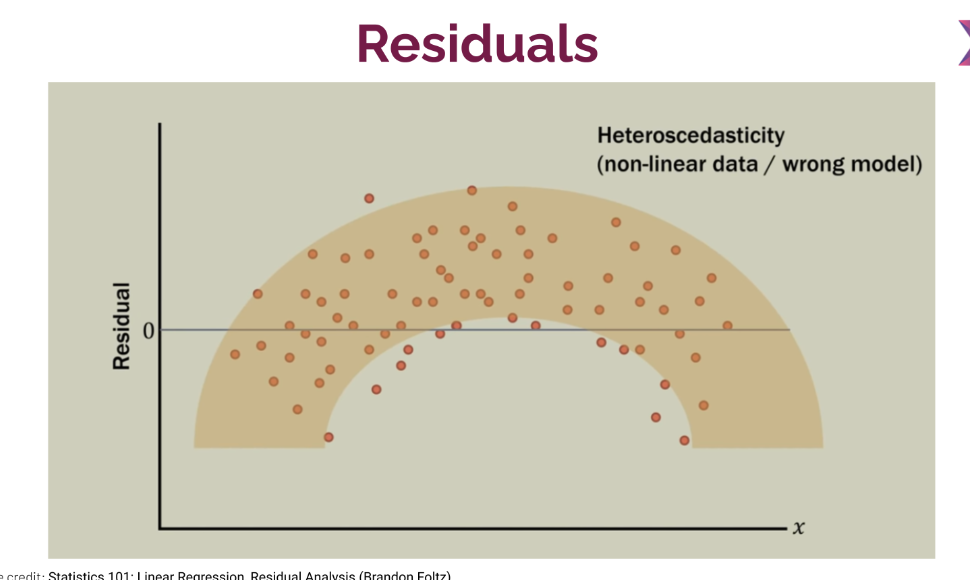 Residuals
Heteroscedasticity
(non-linear data / wrong model)
Residual
0
x
credit: Statistics 101: Linear Regression, Residual Analysis (Brandon Foltz)